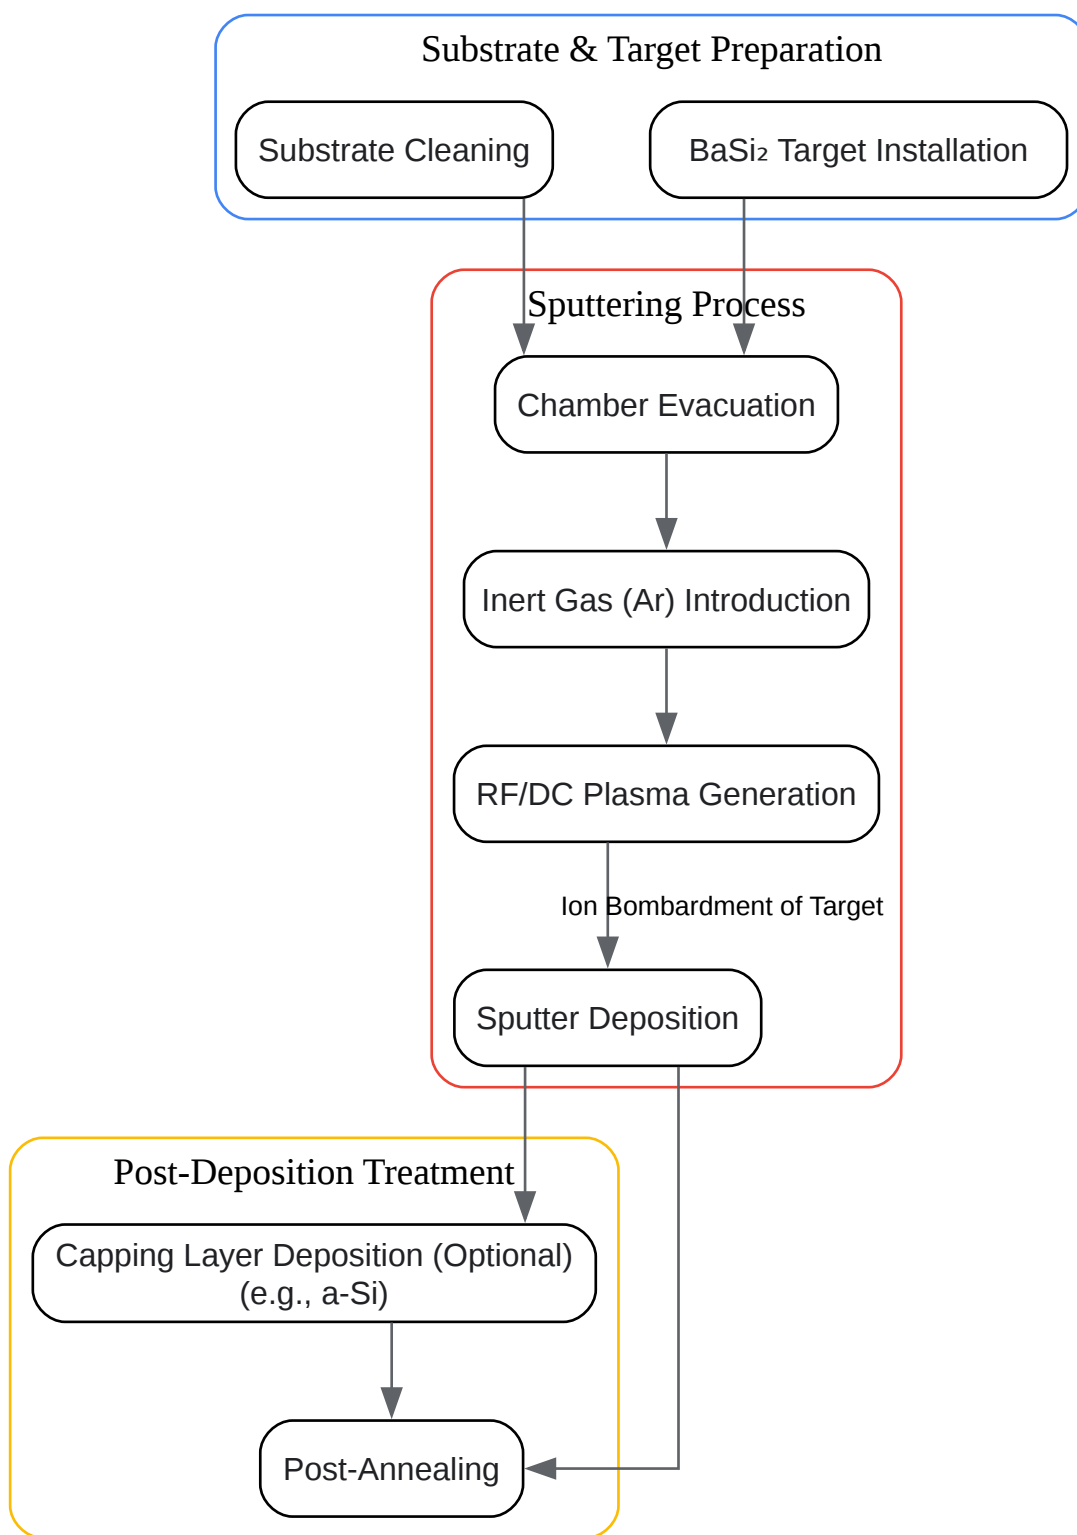 Substrate & Target Preparation
Substrate Cleaning
BaSi₂ Target Installation
Sputtering Process
Chamber Evacuation
Inert Gas (Ar) Introduction
RF/DC Plasma Generation
Ion Bombardment of Target
Sputter Deposition
Post-Deposition Treatment
Capping Layer Deposition (Optional)
(e.g., a-Si)
Post-Annealing